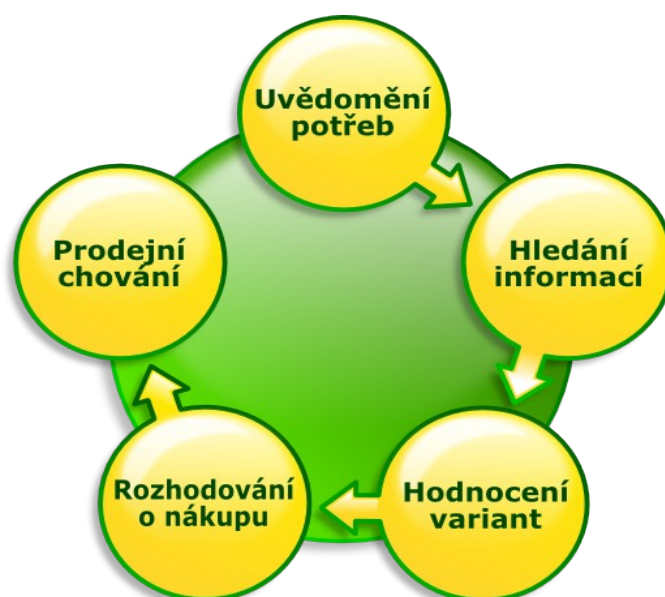 Uvědomění
potřeb
Hledání
informací
Hodnocení
variant
Rozhodování
o nákupu
Prodejní
chování